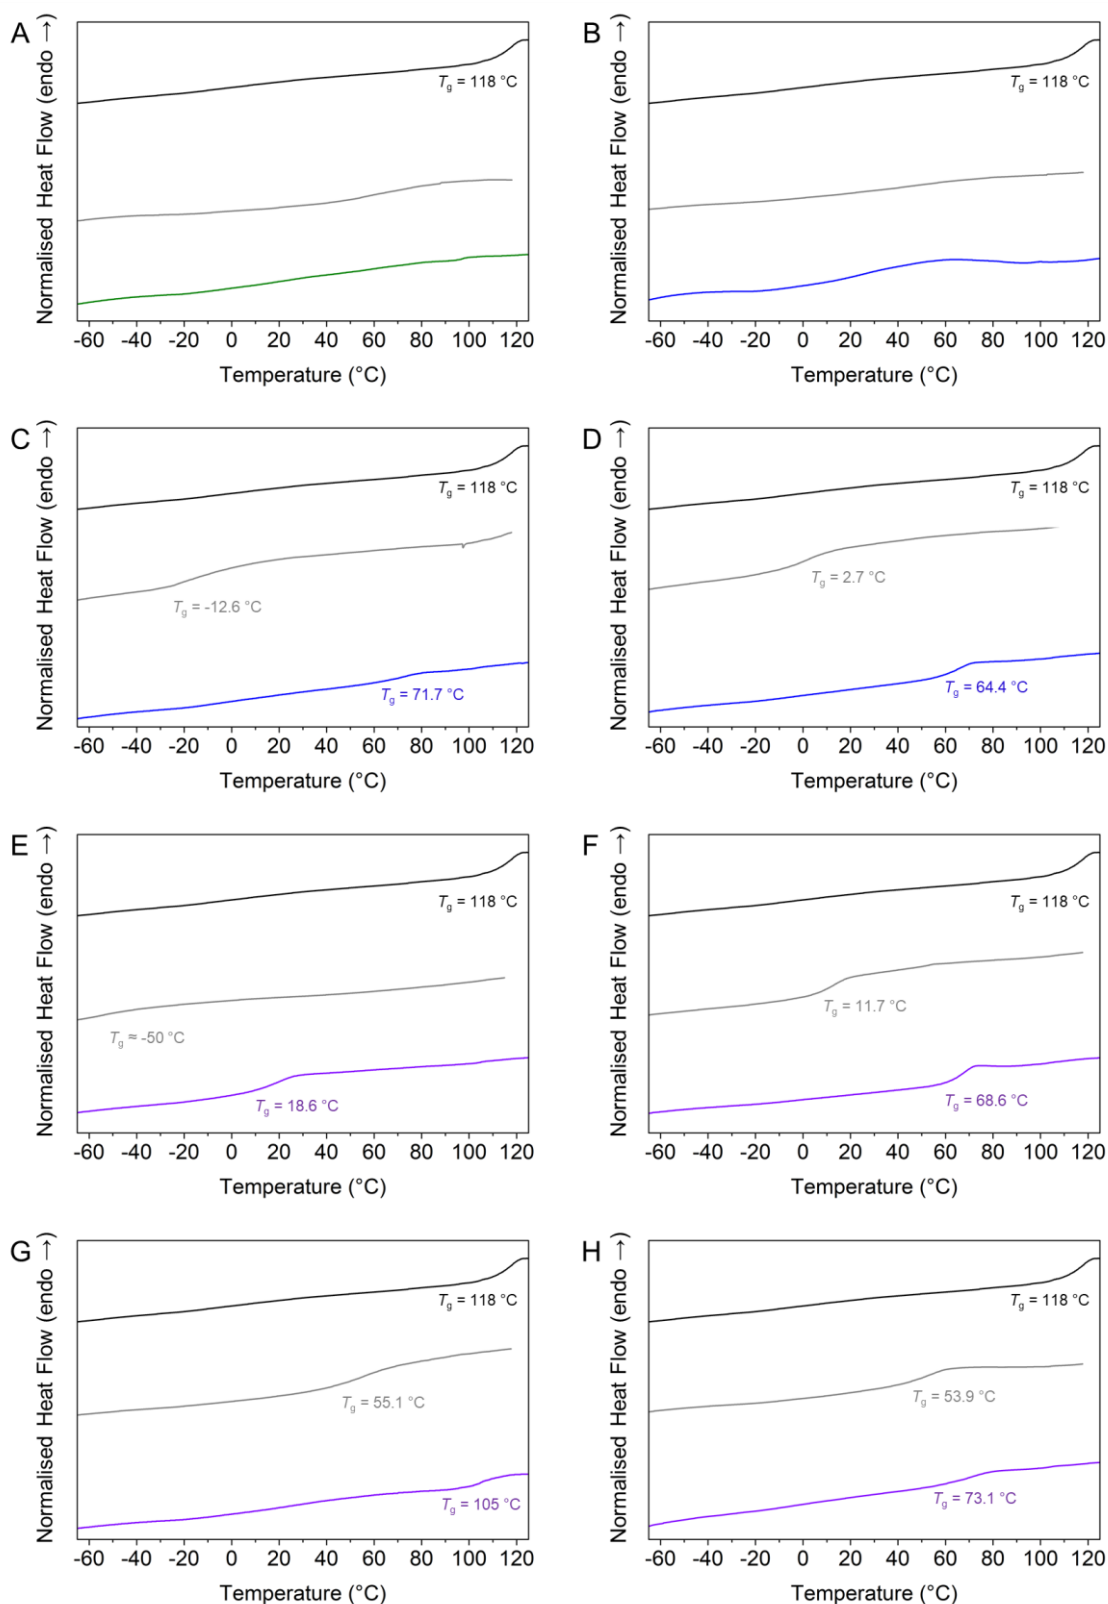 A
B
Normalised Heat Flow (endo →)
Tg = 118 °C
-60 -40 -20 0 20 40 60 80 100 120
Temperature (°C)
Normalised Heat Flow (endo →)
Tg = 118 °C
-60 -40 -20 0 20 40 60 80 100 120
Temperature (°C)
C
D
Normalised Heat Flow (endo →)
Tg = 118 °C
Tg = -12.6 °C
Tg = 71.7 °C
-60 -40 -20 0 20 40 60 80 100 120
Temperature (°C)
Normalised Heat Flow (endo →)
Tg = 118 °C
Tg = 2.7 °C
Tg = 64.4 °C
-60 -40 -20 0 20 40 60 80 100 120
Temperature (°C)
E
F
Normalised Heat Flow (endo →)
Tg = 118 °C
Tg ≈ -50 °C
Tg = 18.6 °C
-60 -40 -20 0 20 40 60 80 100 120
Temperature (°C)
Normalised Heat Flow (endo →)
Tg = 118 °C
Tg = 11.7 °C
Tg = 68.6 °C
-60 -40 -20 0 20 40 60 80 100 120
Temperature (°C)
G
H
Normalised Heat Flow (endo →)
Tg = 118 °C
Tg = 55.1 °C
Tg = 105 °C
-60 -40 -20 0 20 40 60 80 100 120
Temperature (°C)
Normalised Heat Flow (endo →)
Tg = 118 °C
Tg = 53.9 °C
Tg = 73.1 °C
-60 -40 -20 0 20 40 60 80 100 120
Temperature (°C)